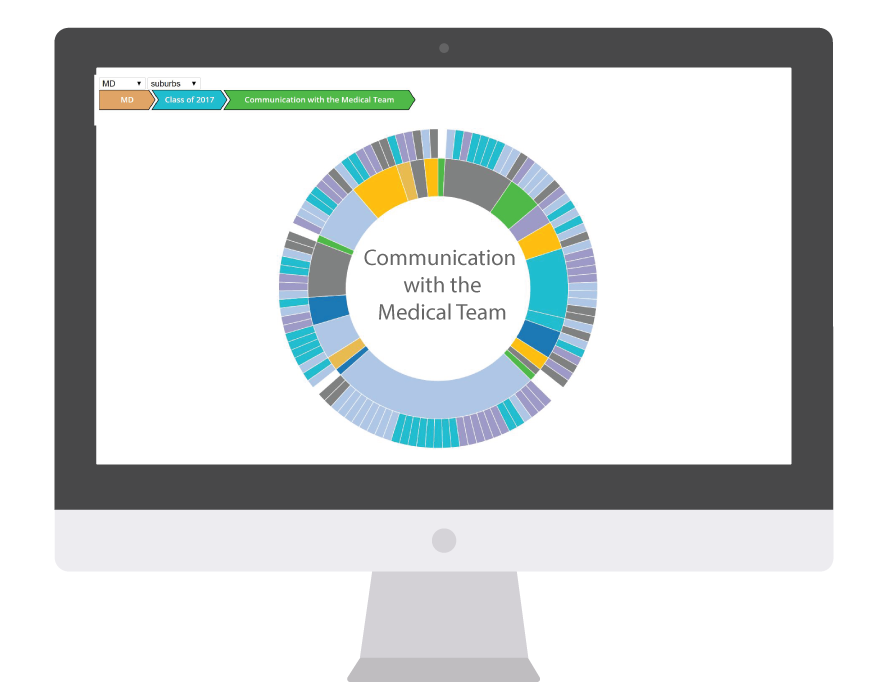 MD suburbs
MD Class of 2017 Communication with the Medical Team
Communication
with the
Medical Team